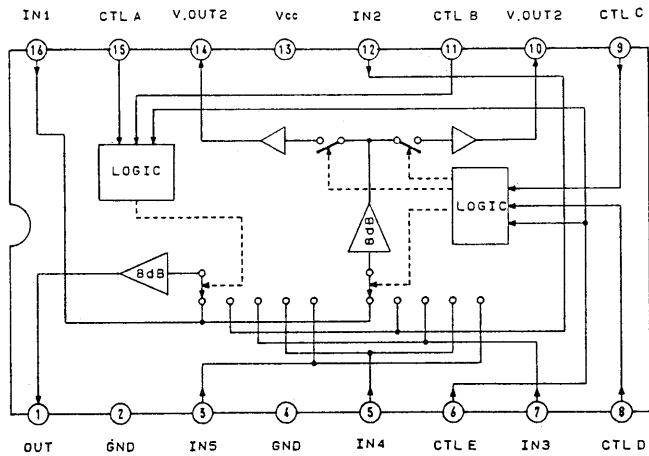 IN1 CTL A V.OUT2 Vcc IN2 CTL B V.OUT2 CTL C
16 15 14 13 12 11 10 9
LOGIC
LOGIC
8dB
8dB
1 2 3 4 5 6 7 8
OUT GND IN5 GND IN4 CTL E IN3 CTL D